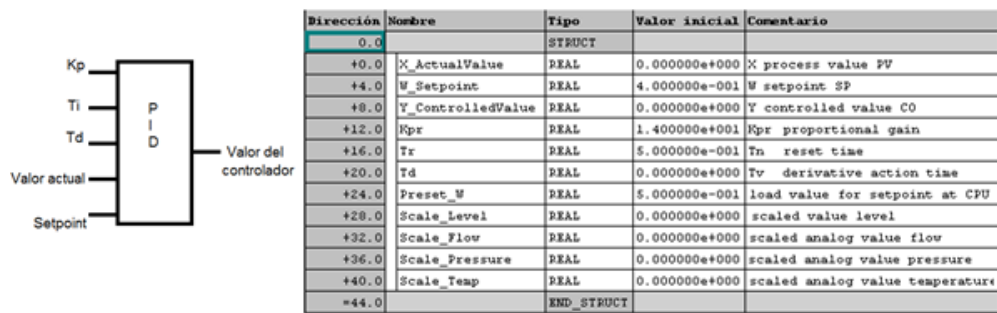 Kp
Ti
Td
Valor actual
Setpoint
P
I
D
Valor del
controlador
Dirección Nombre Tipo Valor inicial Comentario
0.0 STRUCT
+0.0 X_ActualValue REAL 0.000000e+000 X process value PV
+4.0 W_Setpoint REAL 4.000000e-001 W setpoint SP
+8.0 Y_ControlledValue REAL 0.000000e+000 Y controlled value CO
+12.0 Kpr REAL 1.400000e+001 Kpr proportional gain
+16.0 Tr REAL 5.000000e-001 Tn reset time
+20.0 Td REAL 0.000000e+000 Tv derivative action time
+24.0 Preset_W REAL 5.000000e-001 load value for setpoint at CPU
+28.0 Scale_Level REAL 0.000000e+000 scaled value level
+32.0 Scale_Flow REAL 0.000000e+000 scaled analog value flow
+36.0 Scale_Pressure REAL 0.000000e+000 scaled analog value pressure
+40.0 Scale_Temp REAL 0.000000e+000 scaled analog value temperature
=44.0 END_STRUCT